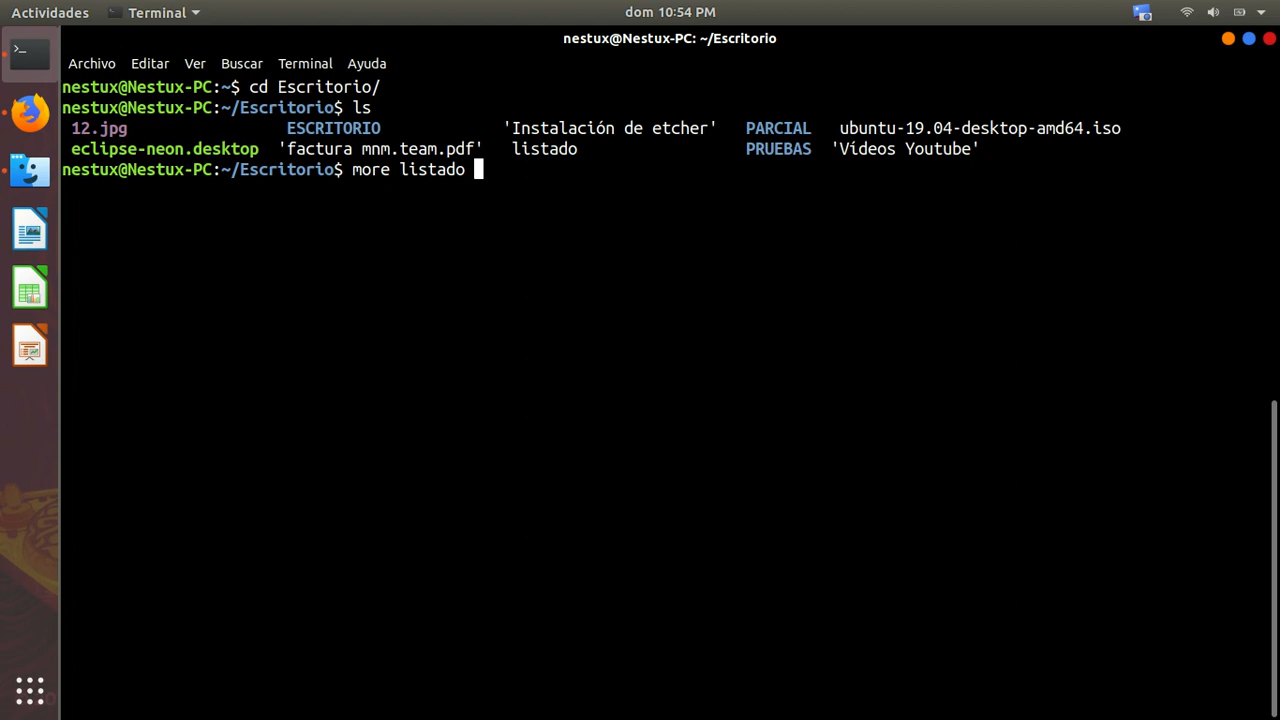 Actividades Terminal dom 10:54 PM
nestux@Nestux-PC: ~/Escritorio
Archivo Editar Ver Buscar Terminal Ayuda
nestux@Nestux-PC:~$ cd Escritorio/
nestux@Nestux-PC:~/Escritorio$ ls
12.jpg ESCRITORIO 'Instalación de etcher' PARCIAL ubuntu-19.04-desktop-amd64.iso
eclipse-neon.desktop 'factura mnm.team.pdf' listado PRUEBAS 'Vídeos Youtube'
nestux@Nestux-PC:~/Escritorio$ more listado